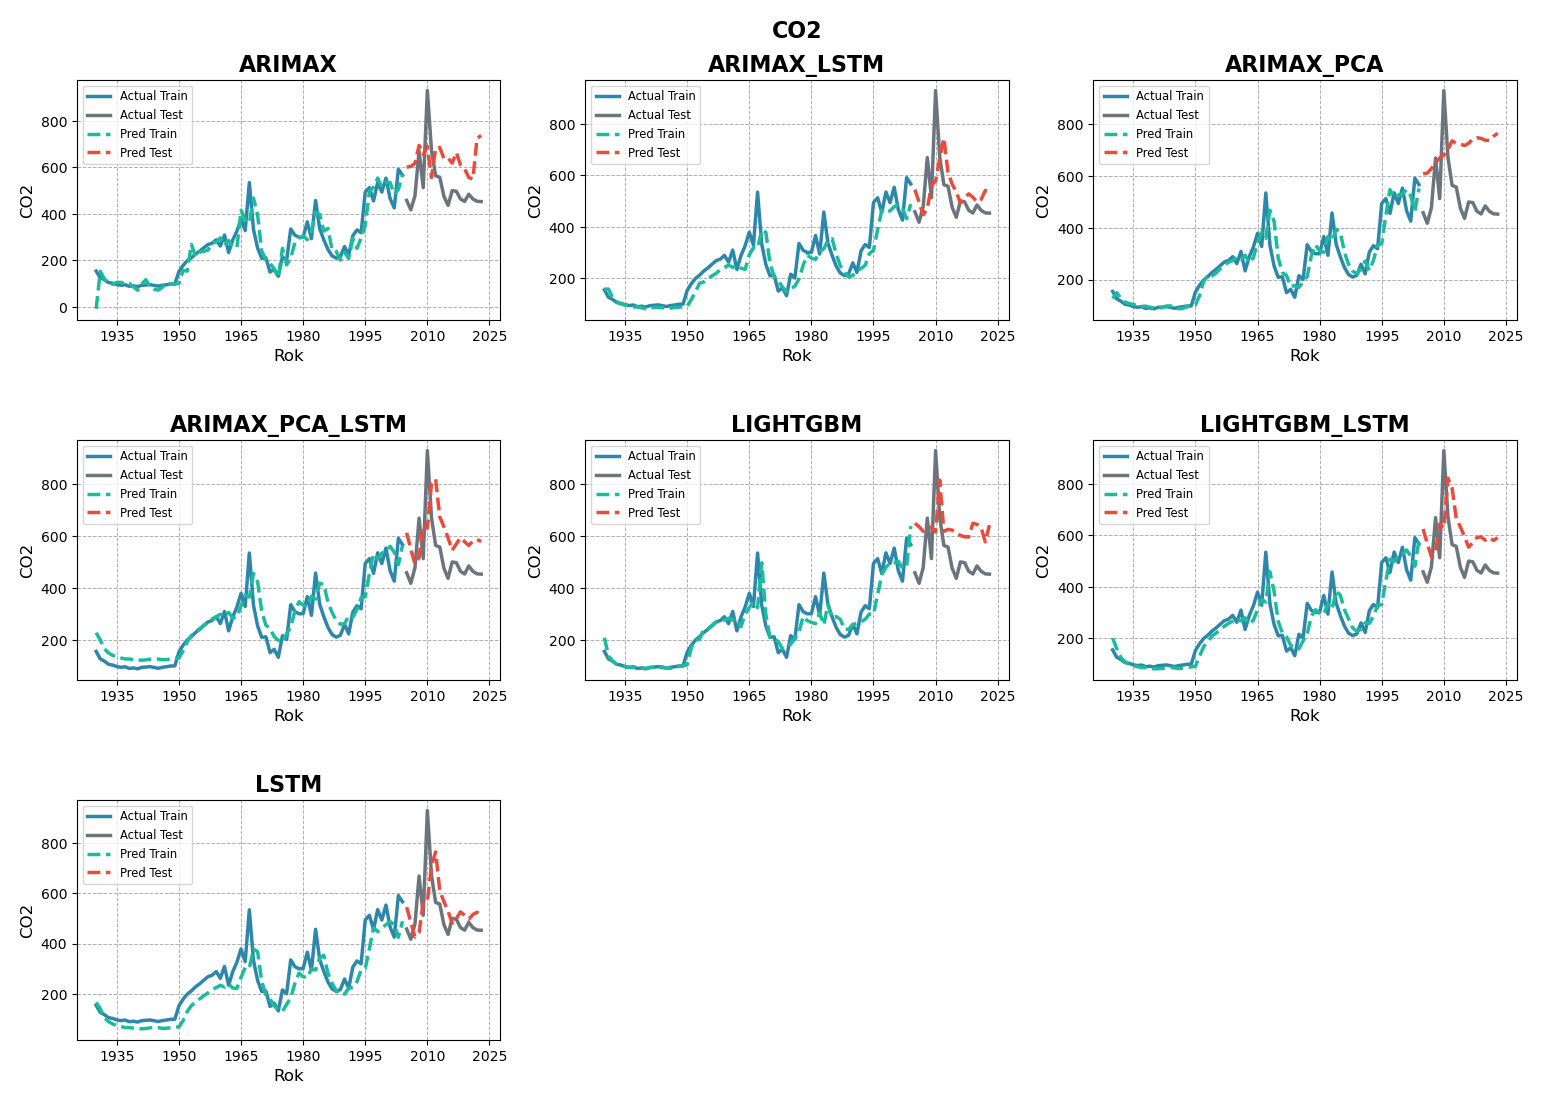 CO2
ARIMAX
Actual Train
Actual Test
Pred Train
Pred Test
CO2
800
600
400
200
0
1935 1950 1965 1980 1995 2010 2025
Rok
ARIMAX_LSTM
Actual Train
Actual Test
Pred Train
Pred Test
CO2
800
600
400
200
1935 1950 1965 1980 1995 2010 2025
Rok
ARIMAX_PCA
Actual Train
Actual Test
Pred Train
Pred Test
CO2
800
600
400
200
1935 1950 1965 1980 1995 2010 2025
Rok
ARIMAX_PCA_LSTM
Actual Train
Actual Test
Pred Train
Pred Test
CO2
800
600
400
200
1935 1950 1965 1980 1995 2010 2025
Rok
LIGHTGBM
Actual Train
Actual Test
Pred Train
Pred Test
CO2
800
600
400
200
1935 1950 1965 1980 1995 2010 2025
Rok
LIGHTGBM_LSTM
Actual Train
Actual Test
Pred Train
Pred Test
CO2
800
600
400
200
1935 1950 1965 1980 1995 2010 2025
Rok
LSTM
Actual Train
Actual Test
Pred Train
Pred Test
CO2
800
600
400
200
1935 1950 1965 1980 1995 2010 2025
Rok